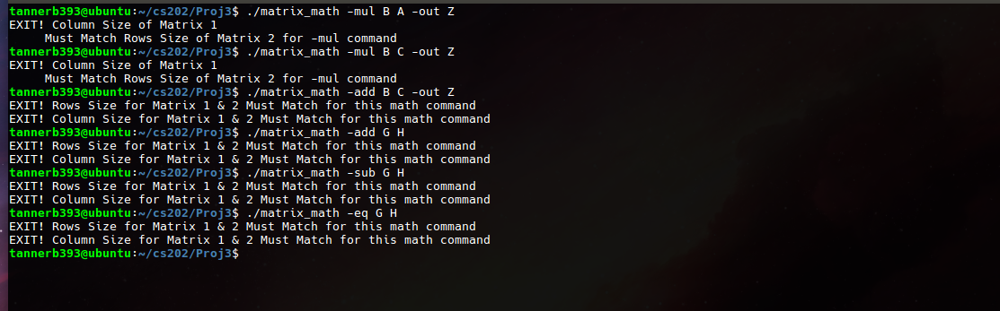 tannerb393@ubuntu:~/cs202/Proj3$ ./matrix_math -mul B A -out Z
EXIT! Column Size of Matrix 1
     Must Match Rows Size of Matrix 2 for -mul command
tannerb393@ubuntu:~/cs202/Proj3$ ./matrix_math -mul B C -out Z
EXIT! Column Size of Matrix 1
     Must Match Rows Size of Matrix 2 for -mul command
tannerb393@ubuntu:~/cs202/Proj3$ ./matrix_math -add B C -out Z
EXIT! Rows Size for Matrix 1 & 2 Must Match for this math command
EXIT! Column Size for Matrix 1 & 2 Must Match for this math command
tannerb393@ubuntu:~/cs202/Proj3$ ./matrix_math -add G H
EXIT! Rows Size for Matrix 1 & 2 Must Match for this math command
EXIT! Column Size for Matrix 1 & 2 Must Match for this math command
tannerb393@ubuntu:~/cs202/Proj3$ ./matrix_math -sub G H
EXIT! Rows Size for Matrix 1 & 2 Must Match for this math command
EXIT! Column Size for Matrix 1 & 2 Must Match for this math command
tannerb393@ubuntu:~/cs202/Proj3$ ./matrix_math -eq G H
EXIT! Rows Size for Matrix 1 & 2 Must Match for this math command
EXIT! Column Size for Matrix 1 & 2 Must Match for this math command
tannerb393@ubuntu:~/cs202/Proj3$